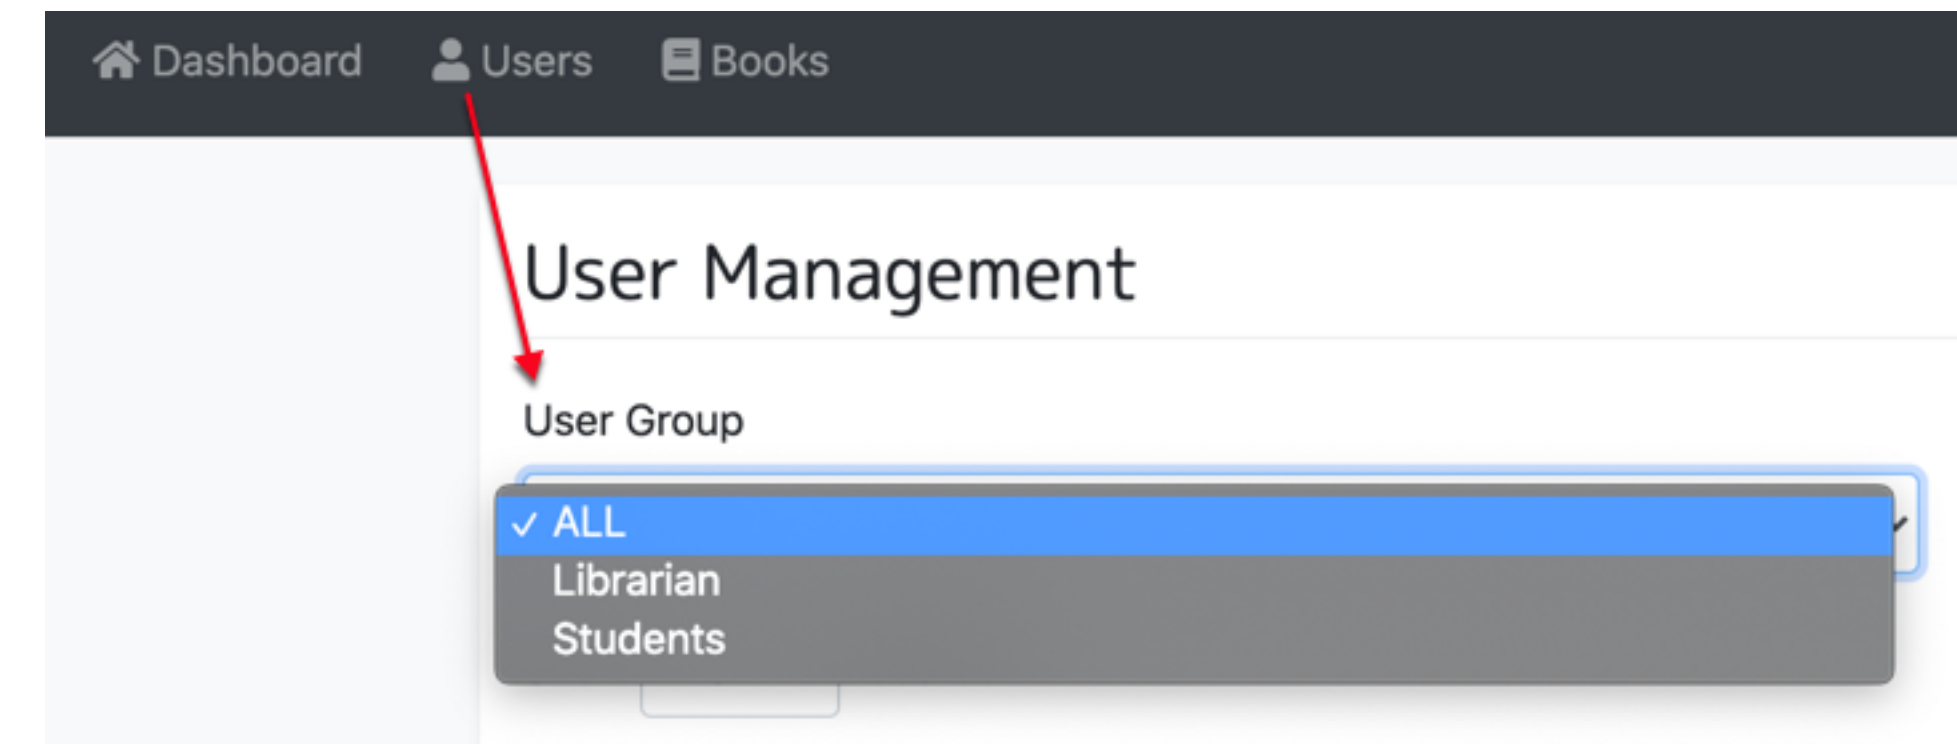 Dashboard Users Books
User Management
User Group
ALL
Librarian
Students